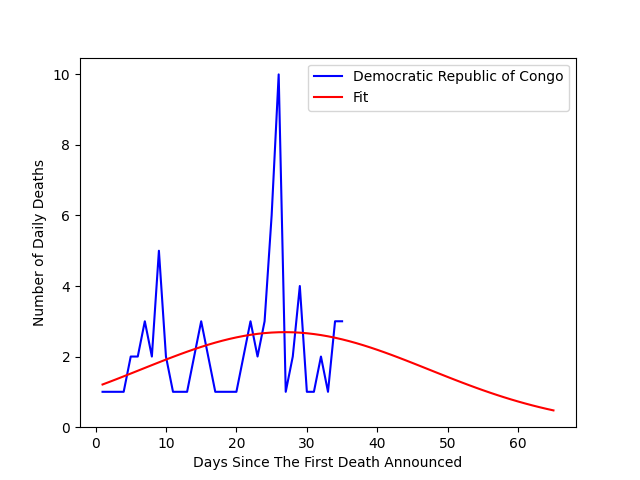 Democratic Republic of Congo
Fit
10
8
6
4
2
0
Number of Daily Deaths
0 10 20 30 40 50 60
Days Since The First Death Announced